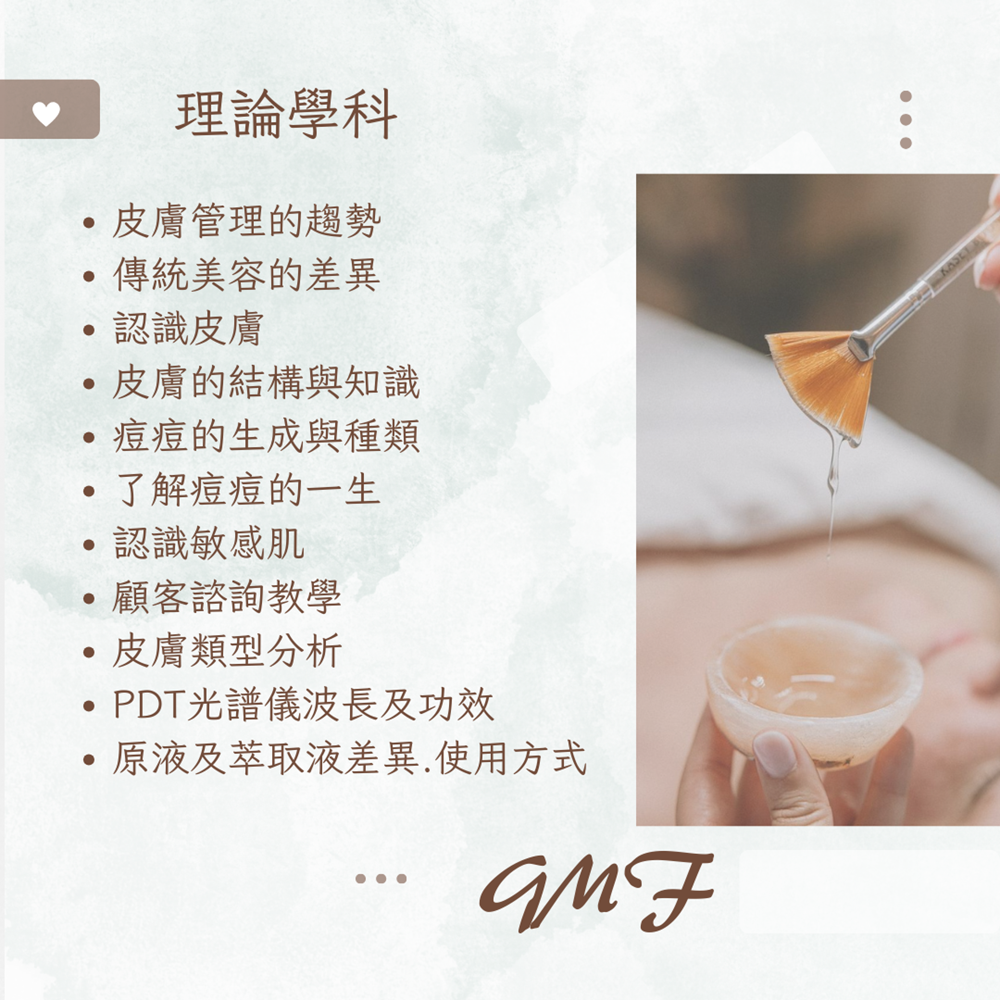 理論學科
• 皮膚管理的趨勢
• 傳統美容的差異
• 認識皮膚
• 皮膚的結構與知識
• 痘痘的生成與種類
• 了解痘痘的一生
• 認識敏感肌
• 顧客諮詢教學
• 皮膚類型分析
• PDT光譜儀波長及功效
• 原液及萃取液差異.使用方式
GMF